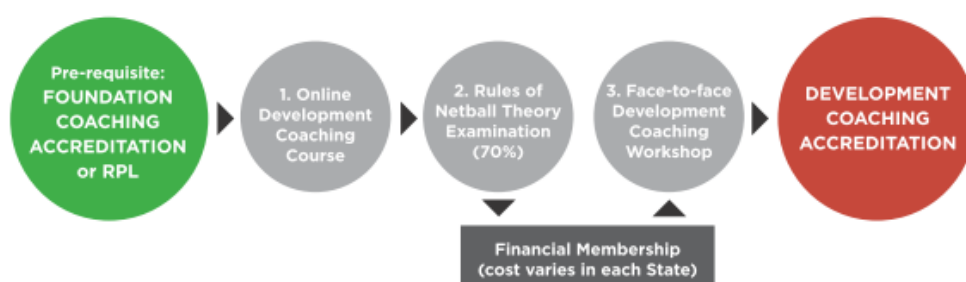 Pre-requisite:
FOUNDATION
COACHING
ACCREDITATION
or RPL
1. Online
Development
Coaching
Course
2. Rules of
Netball Theory
Examination
(70%)
3. Face-to-face
Development
Coaching
Workshop
DEVELOPMENT
COACHING
ACCREDITATION
Financial Membership
(cost varies in each State)